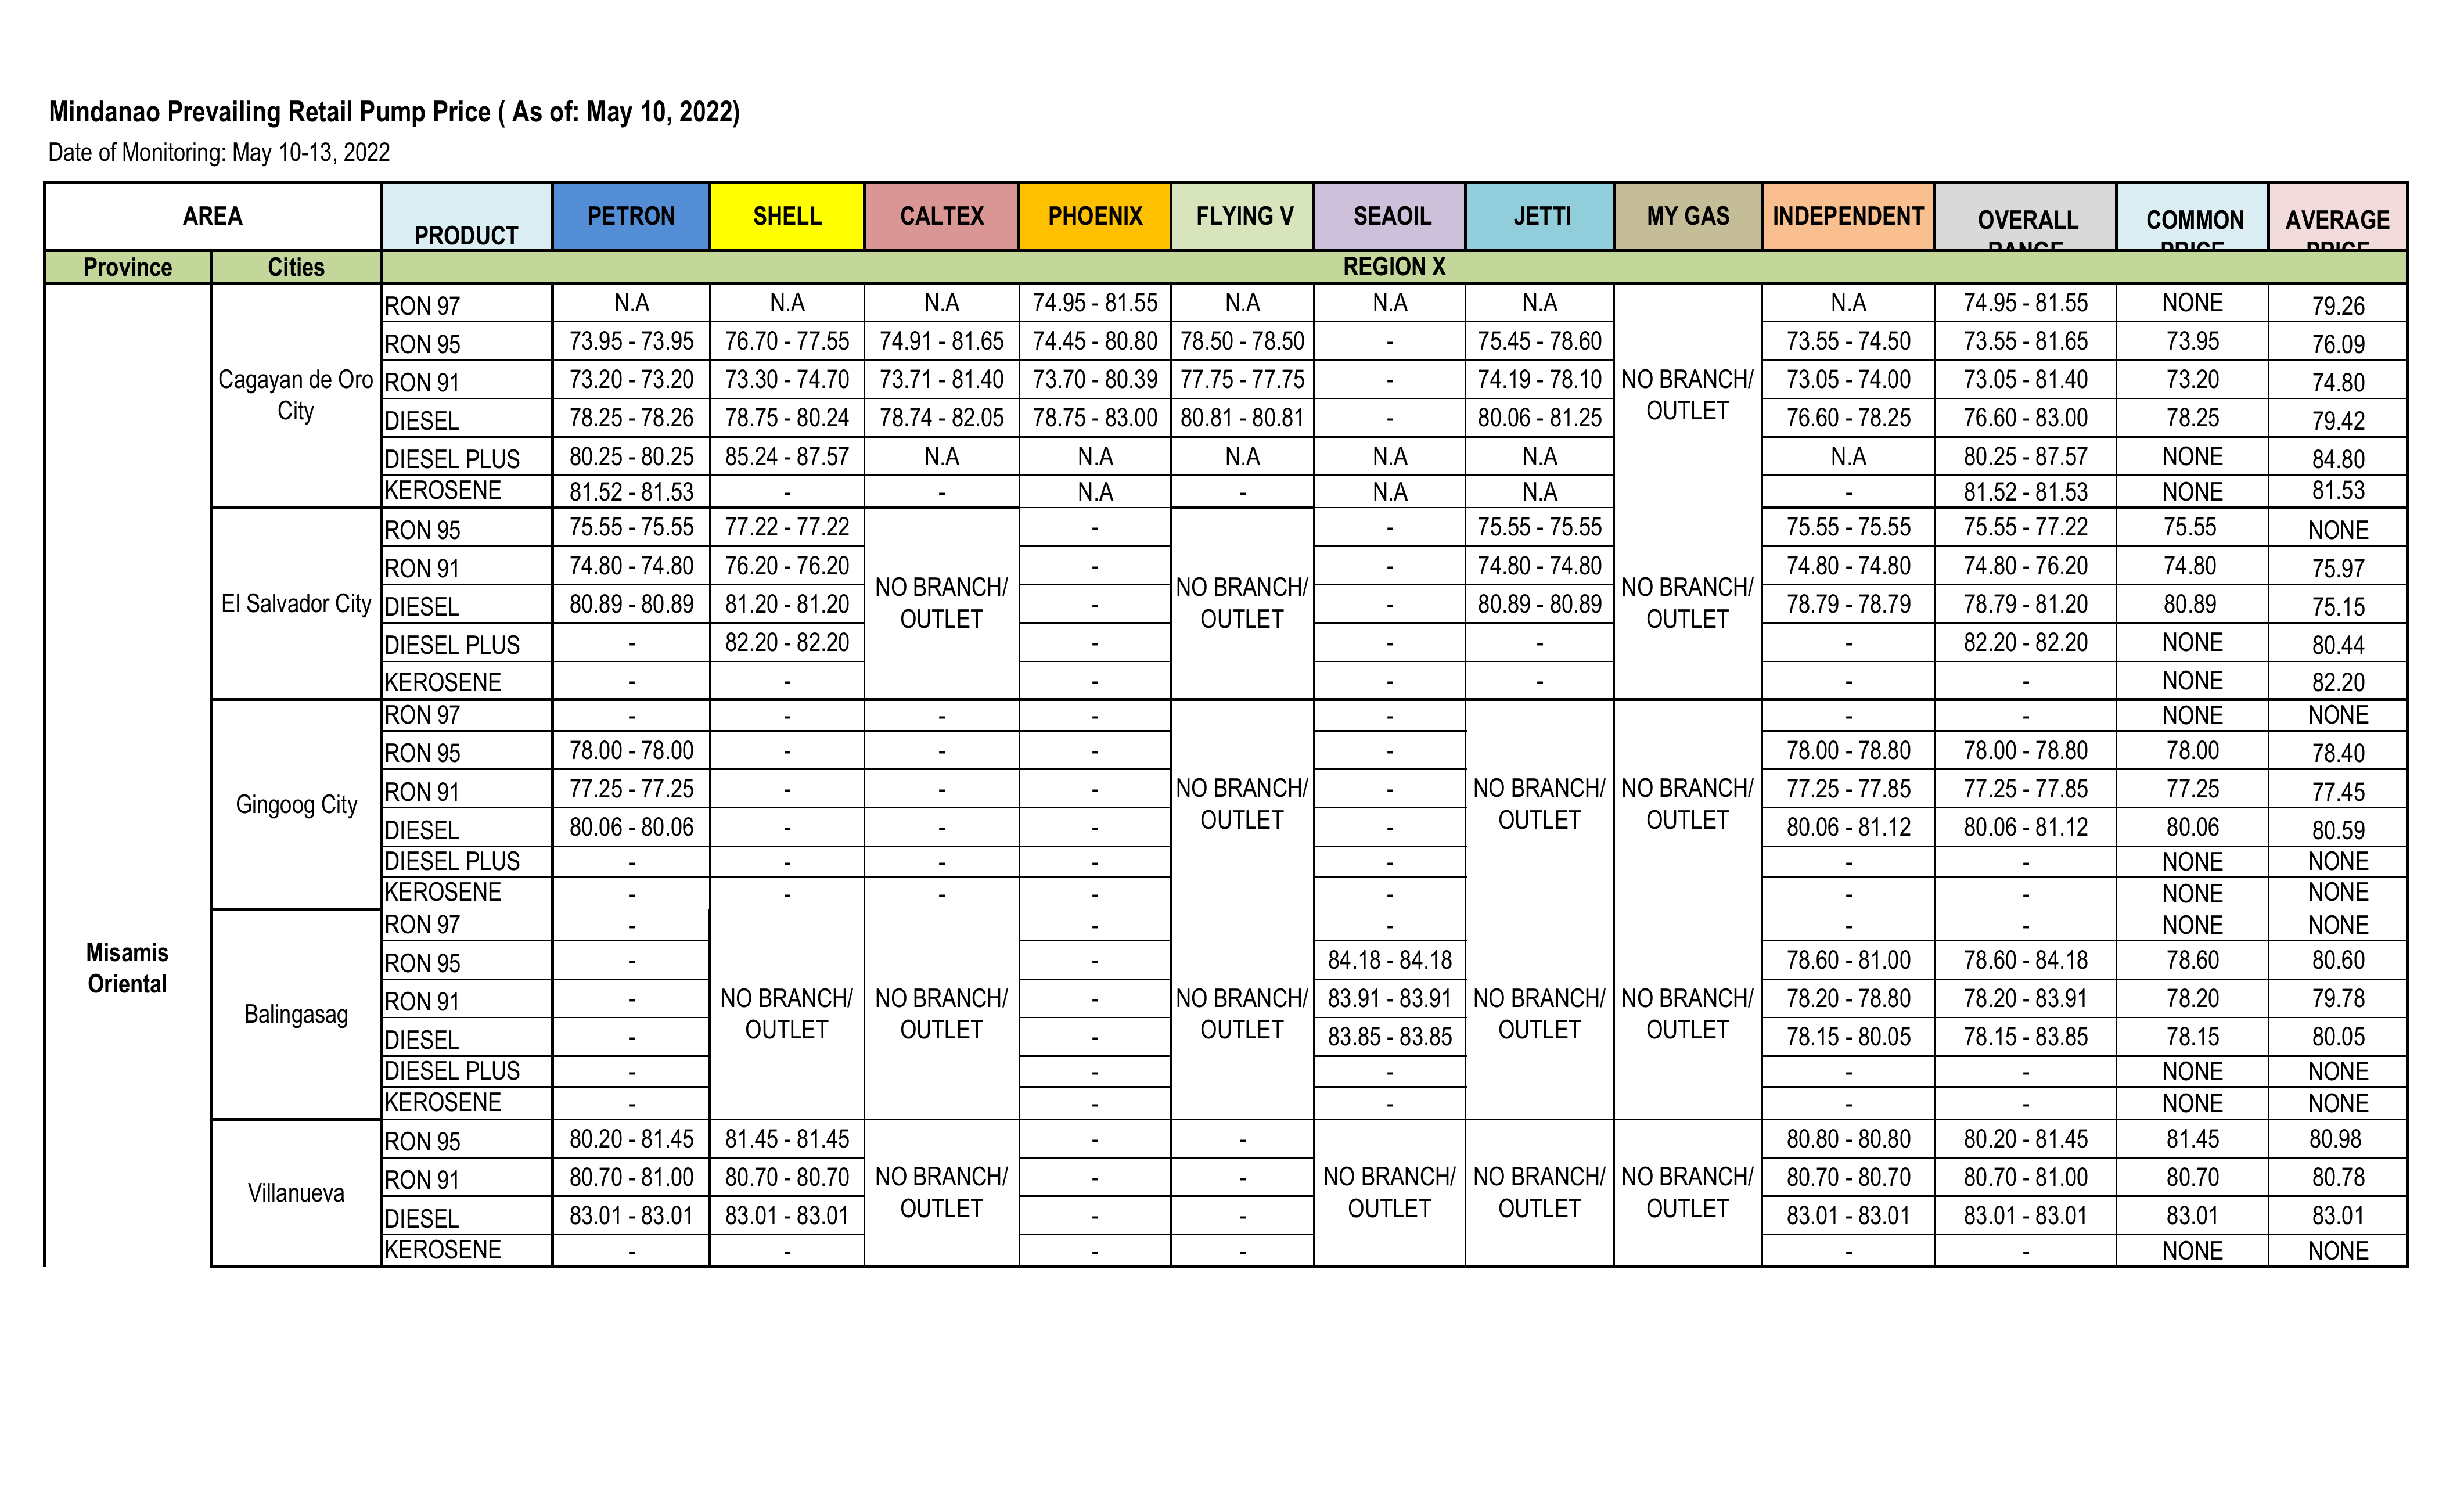 Mindanao Prevailing Retail Pump Price ( As of: May 10, 2022)
Date of Monitoring: May 10-13, 2022
AREA PRODUCT PETRON SHELL CALTEX PHOENIX FLYING V SEAOIL JETTI MY GAS INDEPENDENT OVERALL RANGE COMMON PRICE AVERAGE PRICE
Province Cities REGION X
Misamis Oriental
Cagayan de Oro City
RON 97 N.A N.A N.A 74.95 - 81.55 N.A N.A N.A NO BRANCH/ OUTLET N.A 74.95 - 81.55 NONE 79.26
RON 95 73.95 - 73.95 76.70 - 77.55 74.91 - 81.65 74.45 - 80.80 78.50 - 78.50 - 75.45 - 78.60 73.55 - 74.50 73.55 - 81.65 73.95 76.09
RON 91 73.20 - 73.20 73.30 - 74.70 73.71 - 81.40 73.70 - 80.39 77.75 - 77.75 - 74.19 - 78.10 73.05 - 74.00 73.05 - 81.40 73.20 74.80
DIESEL 78.25 - 78.26 78.75 - 80.24 78.74 - 82.05 78.75 - 83.00 80.81 - 80.81 - 80.06 - 81.25 76.60 - 78.25 76.60 - 83.00 78.25 79.42
DIESEL PLUS 80.25 - 80.25 85.24 - 87.57 N.A N.A N.A N.A N.A N.A 80.25 - 87.57 NONE 84.80
KEROSENE 81.52 - 81.53 - - N.A - N.A N.A - 81.52 - 81.53 NONE 81.53
El Salvador City
RON 95 75.55 - 75.55 77.22 - 77.22 NO BRANCH/ OUTLET - NO BRANCH/ OUTLET - 75.55 - 75.55 NO BRANCH/ OUTLET 75.55 - 75.55 75.55 - 77.22 75.55 NONE
RON 91 74.80 - 74.80 76.20 - 76.20 - - 74.80 - 74.80 74.80 - 74.80 74.80 - 76.20 74.80 75.97
DIESEL 80.89 - 80.89 81.20 - 81.20 - - 80.89 - 80.89 78.79 - 78.79 78.79 - 81.20 80.89 75.15
DIESEL PLUS - 82.20 - 82.20 - - - - 82.20 - 82.20 NONE 80.44
KEROSENE - - - - - - - NONE 82.20
Gingoog City
RON 97 - - - - NO BRANCH/ OUTLET - NO BRANCH/ OUTLET NO BRANCH/ OUTLET - - NONE NONE
RON 95 78.00 - 78.00 - - - - 78.00 - 78.80 78.00 - 78.80 78.00 78.40
RON 91 77.25 - 77.25 - - - - 77.25 - 77.85 77.25 - 77.85 77.25 77.45
DIESEL 80.06 - 80.06 - - - - 80.06 - 81.12 80.06 - 81.12 80.06 80.59
DIESEL PLUS - - - - - - - NONE NONE
KEROSENE - - - - - - - NONE NONE
Balingasag
RON 97 - NO BRANCH/ OUTLET NO BRANCH/ OUTLET - NO BRANCH/ OUTLET - NO BRANCH/ OUTLET NO BRANCH/ OUTLET - - NONE NONE
RON 95 - - 84.18 - 84.18 78.60 - 81.00 78.60 - 84.18 78.60 80.60
RON 91 - - 83.91 - 83.91 78.20 - 78.80 78.20 - 83.91 78.20 79.78
DIESEL - - 83.85 - 83.85 78.15 - 80.05 78.15 - 83.85 78.15 80.05
DIESEL PLUS - - - - - NONE NONE
KEROSENE - - - - - NONE NONE
Villanueva
RON 95 80.20 - 81.45 81.45 - 81.45 NO BRANCH/ OUTLET - - NO BRANCH/ OUTLET NO BRANCH/ OUTLET NO BRANCH/ OUTLET 80.80 - 80.80 80.20 - 81.45 81.45 80.98
RON 91 80.70 - 81.00 80.70 - 80.70 - - 80.70 - 80.70 80.70 - 81.00 80.70 80.78
DIESEL 83.01 - 83.01 83.01 - 83.01 - - 83.01 - 83.01 83.01 - 83.01 83.01 83.01
KEROSENE - - - - - - NONE NONE